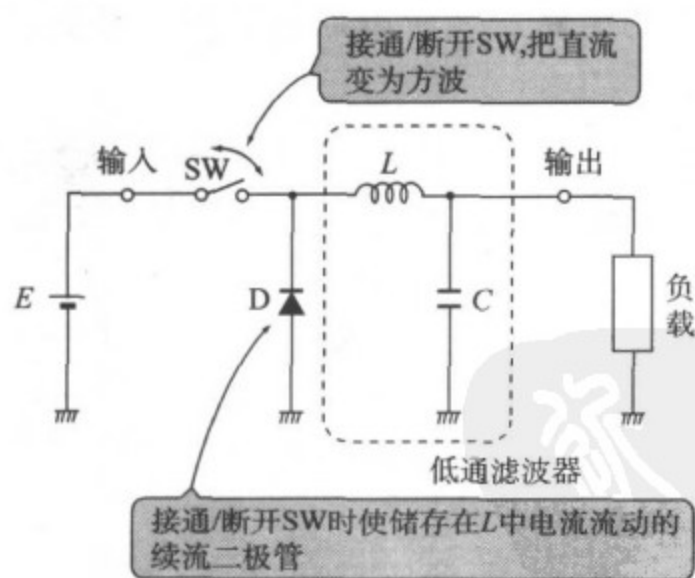 接通/断开SW,把直流
变为方波
输入
SW
L
输出
E
D
C
负
载
低通滤波器
接通/断开SW时使储存在L中电流流动的
续流二极管